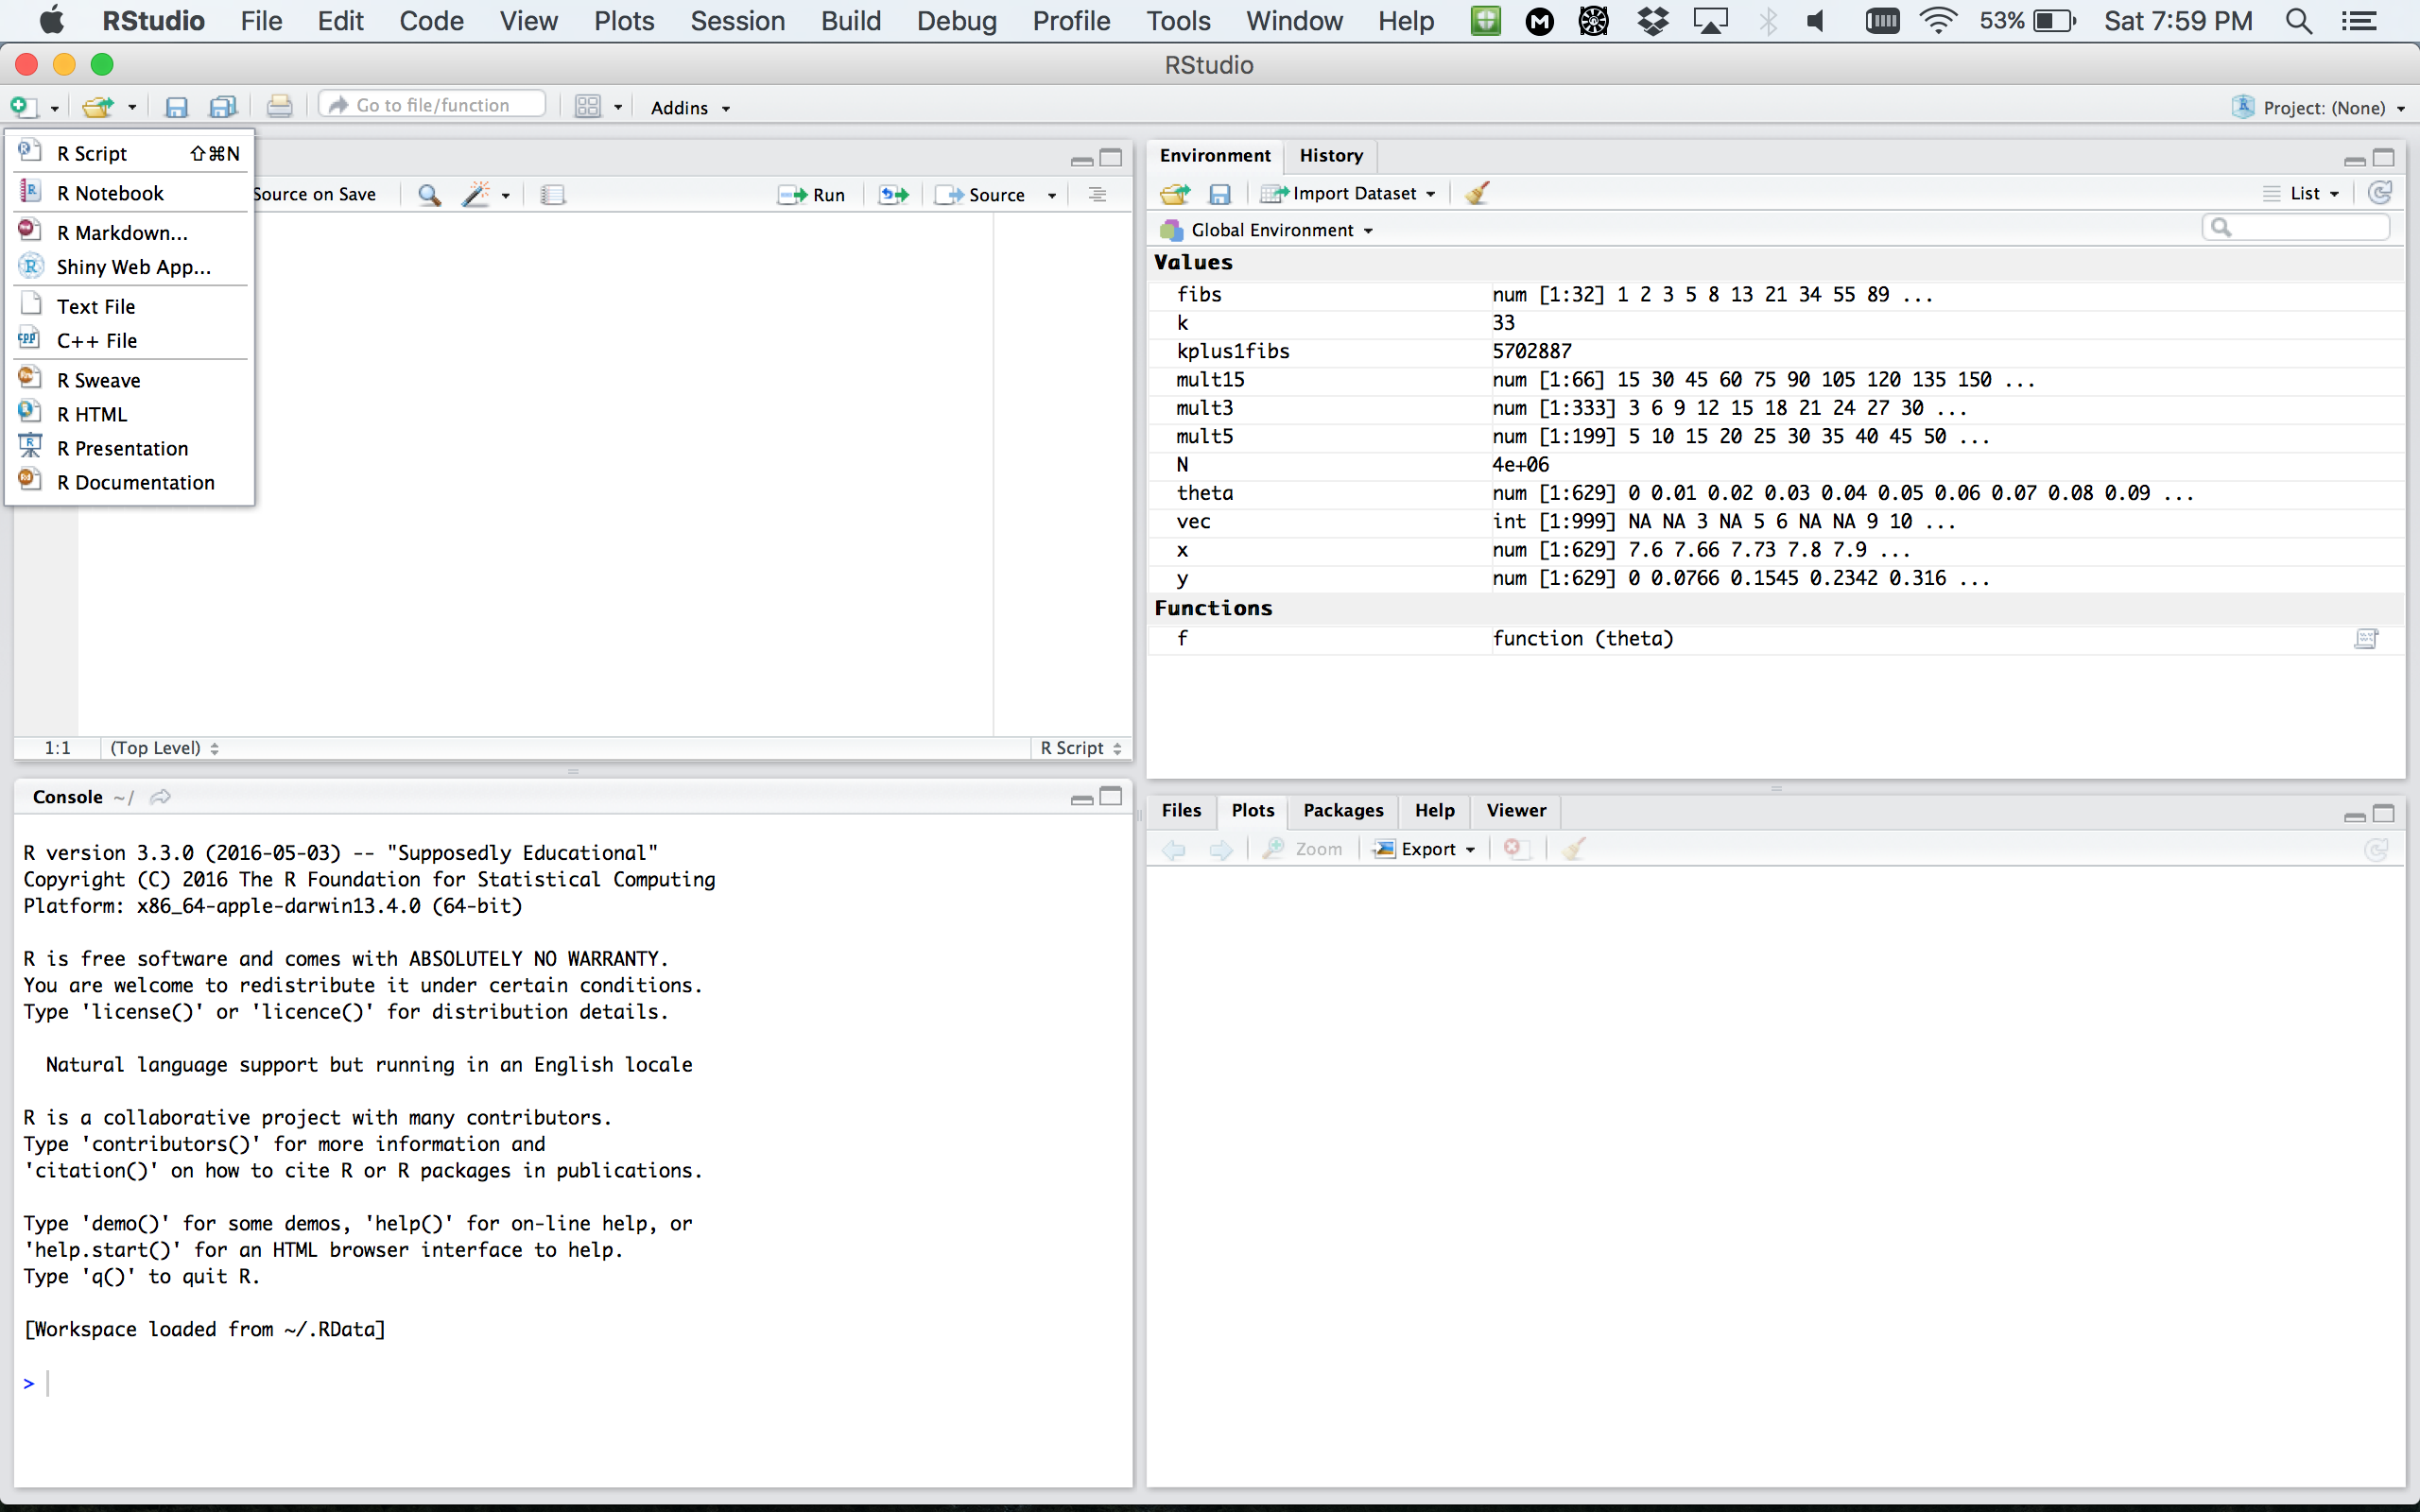 RStudio File Edit Code View Plots Session Build Debug Profile Tools Window Help 53% Sat 7:59 PM
RStudio
Go to file/function Addins Project: (None)
R Script ⇧⌘N
R Notebook
R Markdown...
Shiny Web App...
Text File
C++ File
R Sweave
R HTML
R Presentation
R Documentation
Source on Save Run Source
1:1 (Top Level) R Script
Environment History
Import Dataset List
Global Environment
Values
fibs num [1:32] 1 2 3 5 8 13 21 34 55 89 ...
k 33
kplus1fibs 5702887
mult15 num [1:66] 15 30 45 60 75 90 105 120 135 150 ...
mult3 num [1:333] 3 6 9 12 15 18 21 24 27 30 ...
mult5 num [1:199] 5 10 15 20 25 30 35 40 45 50 ...
N 4e+06
theta num [1:629] 0 0.01 0.02 0.03 0.04 0.05 0.06 0.07 0.08 0.09 ...
vec int [1:999] NA NA 3 NA 5 6 NA NA 9 10 ...
x num [1:629] 7.6 7.66 7.73 7.8 7.9 ...
y num [1:629] 0 0.0766 0.1545 0.2342 0.316 ...
Functions
f function (theta)
Console ~/
R version 3.3.0 (2016-05-03) -- "Supposedly Educational"
Copyright (C) 2016 The R Foundation for Statistical Computing
Platform: x86_64-apple-darwin13.4.0 (64-bit)
R is free software and comes with ABSOLUTELY NO WARRANTY.
You are welcome to redistribute it under certain conditions.
Type 'license()' or 'licence()' for distribution details.
Natural language support but running in an English locale
R is a collaborative project with many contributors.
Type 'contributors()' for more information and
'citation()' on how to cite R or R packages in publications.
Type 'demo()' for some demos, 'help()' for on-line help, or
'help.start()' for an HTML browser interface to help.
Type 'q()' to quit R.
[Workspace loaded from ~/.RData]
>
Files Plots Packages Help Viewer
Zoom Export